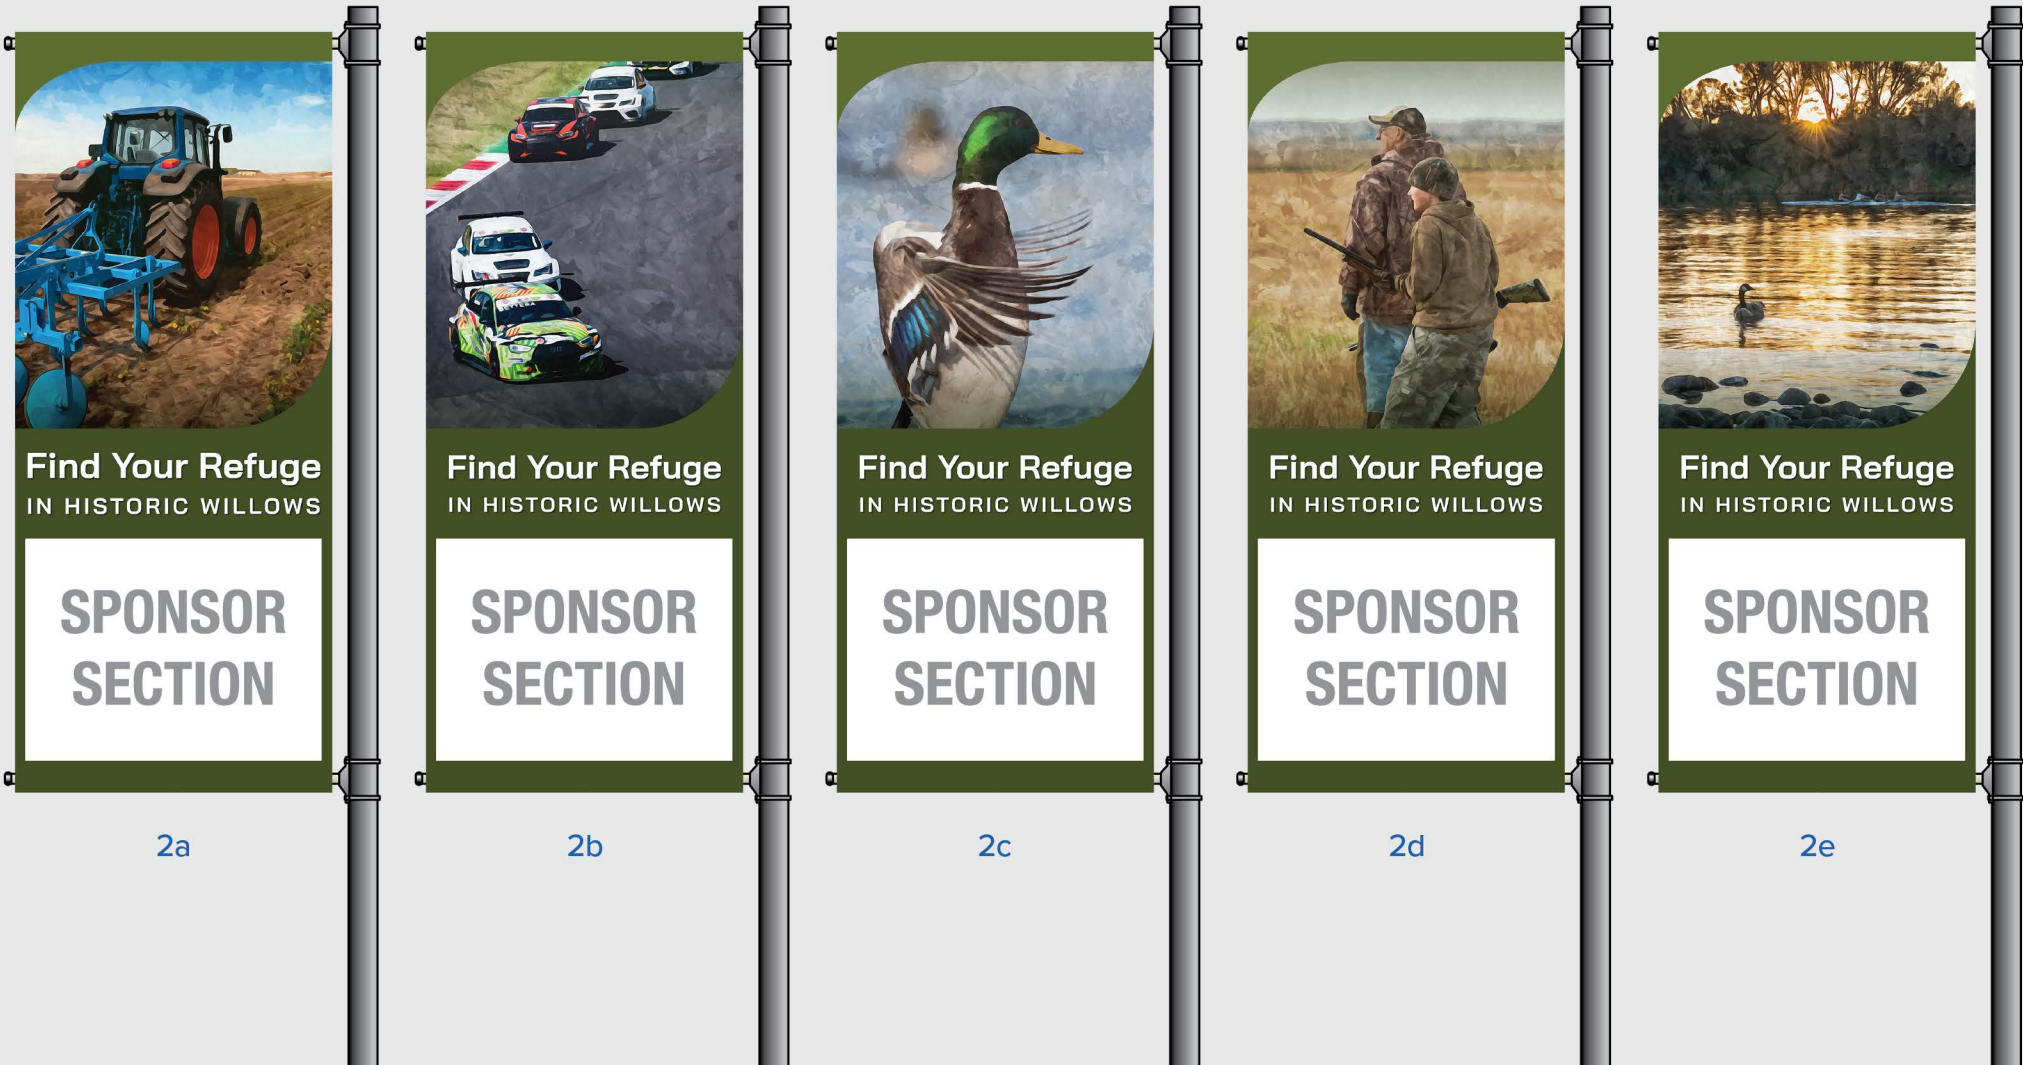 Find Your Refuge
IN HISTORIC WILLOWS
SPONSOR
SECTION
2a
Find Your Refuge
IN HISTORIC WILLOWS
SPONSOR
SECTION
2b
Find Your Refuge
IN HISTORIC WILLOWS
SPONSOR
SECTION
2c
Find Your Refuge
IN HISTORIC WILLOWS
SPONSOR
SECTION
2d
Find Your Refuge
IN HISTORIC WILLOWS
SPONSOR
SECTION
2e